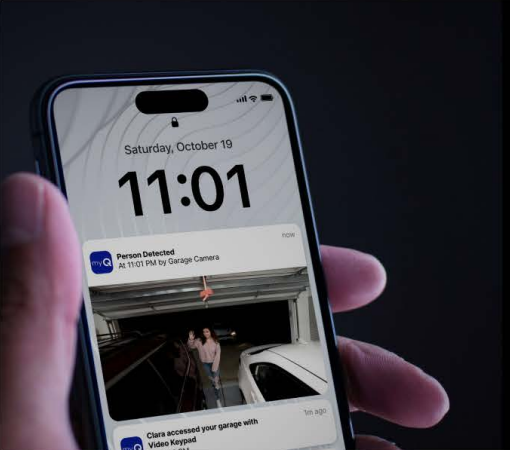 Saturday, October 19
11:01
now
myQ
Person Detected
At 11:01 PM by Garage Camera
1m ago
myQ
Clara accessed your garage with
Video Keypad